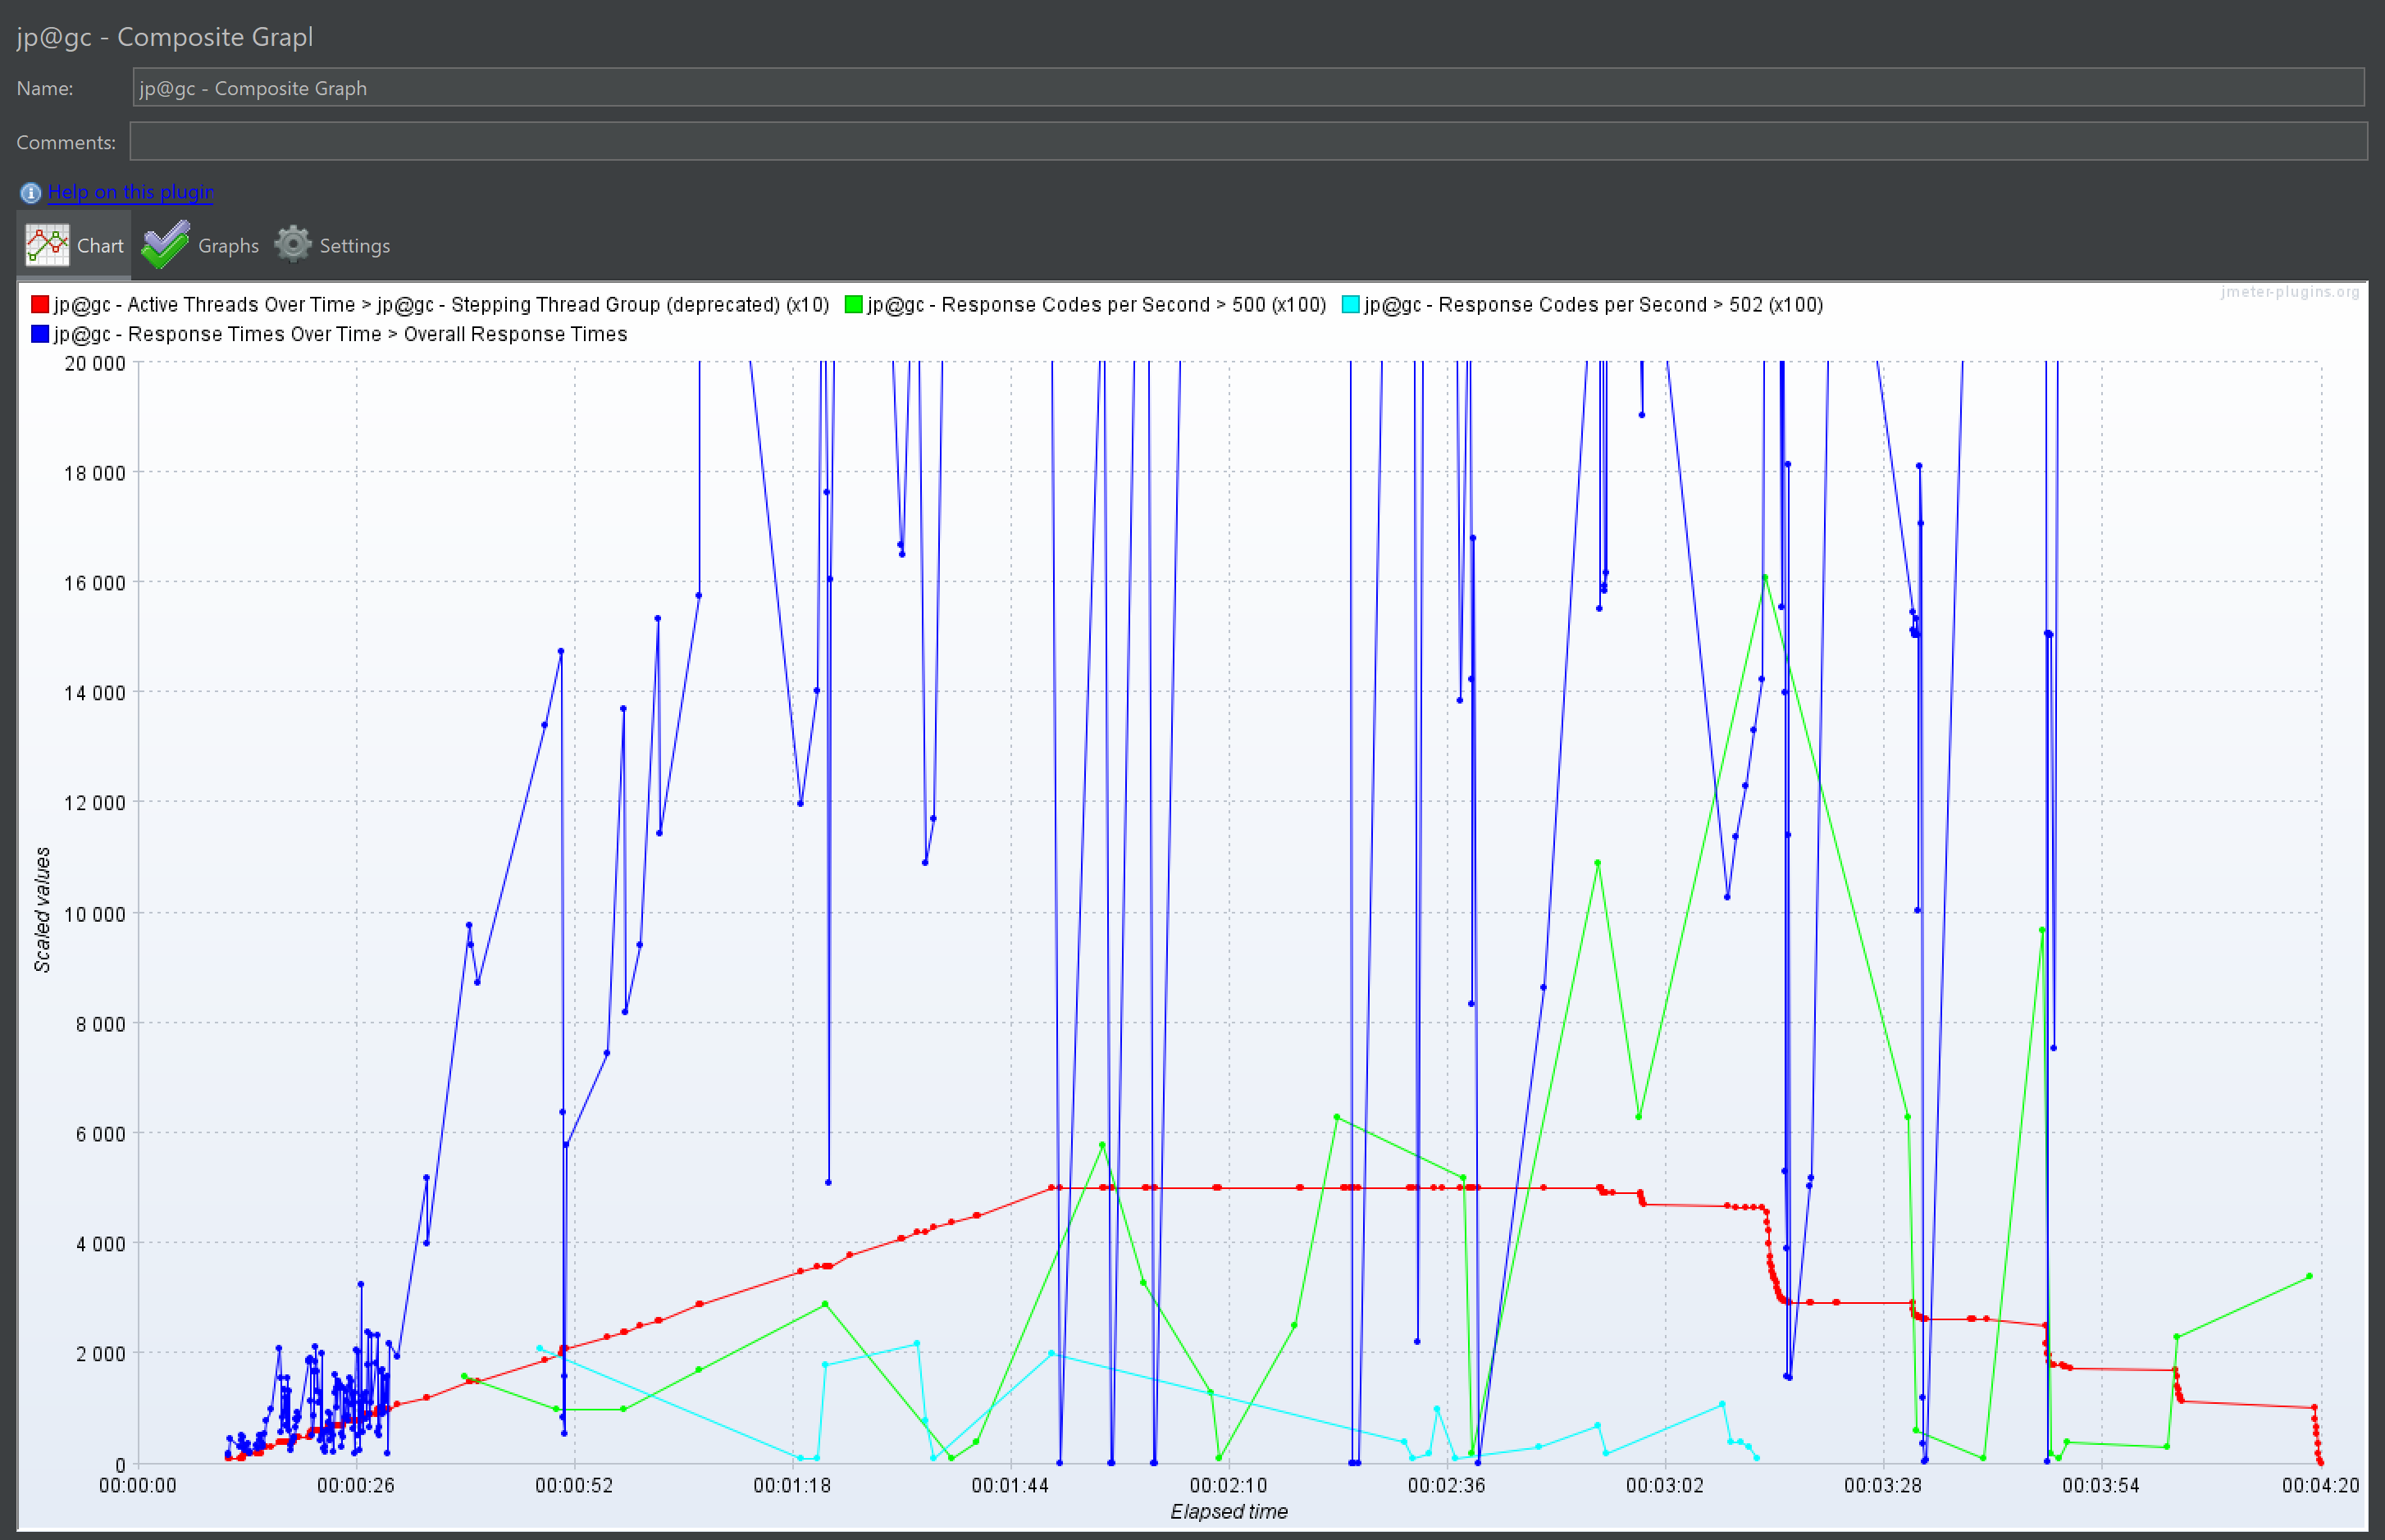 jp@gc - Composite Grapl
Name: jp@gc - Composite Graph
Comments:
Help on this plugin
Chart Graphs Settings
jp@gc - Active Threads Over Time > jp@gc - Stepping Thread Group (deprecated) (x10) jp@gc - Response Codes per Second > 500 (x100) jp@gc - Response Codes per Second > 502 (x100) jmeter-plugins.org
jp@gc - Response Times Over Time > Overall Response Times
20 000
18 000
16 000
14 000
12 000
10 000
8 000
6 000
4 000
2 000
0
Scaled values
00:00:00 00:00:26 00:00:52 00:01:18 00:01:44 00:02:10 00:02:36 00:03:02 00:03:28 00:03:54 00:04:20
Elapsed time